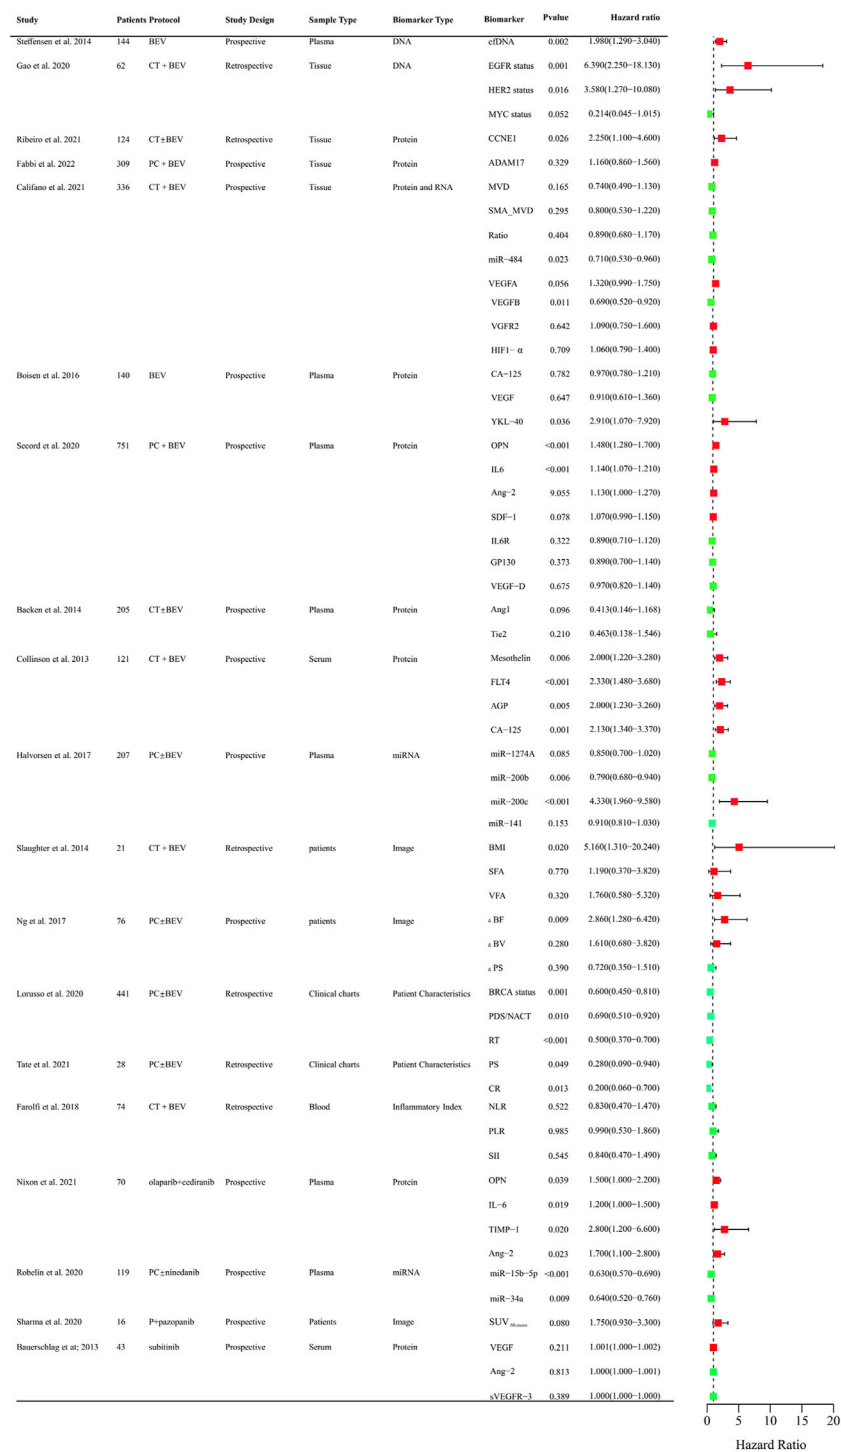 Study Patients Protocol Study Design Sample Type Biomarker Type Biomarker Pvalue Hazard ratio
Steffensen et al. 2014 144 BEV Prospective Plasma DNA cfDNA 0.002 1.980(1.290−3.040)
Gao et al. 2020 62 CT + BEV Retrospective Tissue DNA EGFR status 0.001 6.390(2.250−18.130)
HER2 status 0.016 3.580(1.270−10.080)
MYC status 0.052 0.214(0.045−1.015)
Ribeiro et al. 2021 124 CT±BEV Retrospective Tissue Protein CCNE1 0.026 2.250(1.100−4.600)
Fabbi et al. 2022 309 PC + BEV Prospective Tissue Protein ADAM17 0.329 1.160(0.860−1.560)
Califano et al. 2021 336 CT + BEV Prospective Tissue Protein and RNA MVD 0.165 0.740(0.490−1.130)
SMA_MVD 0.295 0.800(0.530−1.220)
Ratio 0.404 0.890(0.680−1.170)
miR−484 0.023 0.710(0.530−0.960)
VEGFA 0.056 1.320(0.990−1.750)
VEGFB 0.011 0.690(0.520−0.920)
VGFR2 0.642 1.090(0.750−1.600)
HIF1− α 0.709 1.060(0.790−1.400)
Boisen et al. 2016 140 BEV Prospective Plasma Protein CA−125 0.782 0.970(0.780−1.210)
VEGF 0.647 0.910(0.610−1.360)
YKL−40 0.036 2.910(1.070−7.920)
Secord et al. 2020 751 PC + BEV Prospective Plasma Protein OPN <0.001 1.480(1.280−1.700)
IL6 <0.001 1.140(1.070−1.210)
Ang−2 9.055 1.130(1.000−1.270)
SDF−1 0.078 1.070(0.990−1.150)
IL6R 0.322 0.890(0.710−1.120)
GP130 0.373 0.890(0.700−1.140)
VEGF−D 0.675 0.970(0.820−1.140)
Backen et al. 2014 205 CT±BEV Prospective Plasma Protein Ang1 0.096 0.413(0.146−1.168)
Tie2 0.210 0.463(0.138−1.546)
Collinson et al. 2013 121 CT + BEV Prospective Serum Protein Mesothelin 0.006 2.000(1.220−3.280)
FLT4 <0.001 2.330(1.480−3.680)
AGP 0.005 2.000(1.230−3.260)
CA−125 0.001 2.130(1.340−3.370)
Halvorsen et al. 2017 207 PC±BEV Prospective Plasma miRNA miR−1274A 0.085 0.850(0.700−1.020)
miR−200b 0.006 0.790(0.680−0.940)
miR−200c <0.001 4.330(1.960−9.580)
miR−141 0.153 0.910(0.810−1.030)
Slaughter et al. 2014 21 CT + BEV Retrospective patients Image BMI 0.020 5.160(1.310−20.240)
SFA 0.770 1.190(0.370−3.820)
VFA 0.320 1.760(0.580−5.320)
Ng et al. 2017 76 PC±BEV Prospective patients Image Δ BF 0.009 2.860(1.280−6.420)
Δ BV 0.280 1.610(0.680−3.820)
Δ PS 0.390 0.720(0.350−1.510)
Lorusso et al. 2020 441 PC±BEV Retrospective Clinical charts Patient Characteristics BRCA status 0.001 0.600(0.450−0.810)
PDS/NACT 0.010 0.690(0.510−0.920)
RT <0.001 0.500(0.370−0.700)
Tate et al. 2021 28 PC±BEV Retrospective Clinical charts Patient Characteristics PS 0.049 0.280(0.090−0.940)
CR 0.013 0.200(0.060−0.700)
Farolfi et al. 2018 74 CT + BEV Retrospective Blood Inflammatory Index NLR 0.522 0.830(0.470−1.470)
PLR 0.985 0.990(0.530−1.860)
SII 0.545 0.840(0.470−1.490)
Nixon et al. 2021 70 olaparib+cediranib Prospective Plasma Protein OPN 0.039 1.500(1.000−2.200)
IL−6 0.019 1.200(1.000−1.500)
TIMP−1 0.020 2.800(1.200−6.600)
Ang−2 0.023 1.700(1.100−2.800)
Robelin et al. 2020 119 PC±ninedanib Prospective Plasma miRNA miR−15b−5p <0.001 0.630(0.570−0.690)
miR−34a 0.009 0.640(0.520−0.760)
Sharma et al. 2020 16 P+pazopanib Prospective Patients Image SUV 0.080 1.750(0.930−3.300)
Bauerschlag et at; 2013 43 subitinib Prospective Serum Protein VEGF 0.211 1.001(1.000−1.002)
Ang−2 0.813 1.000(1.000−1.001)
sVEGFR−3 0.389 1.000(1.000−1.000)
0 5 10 15 20
Hazard Ratio